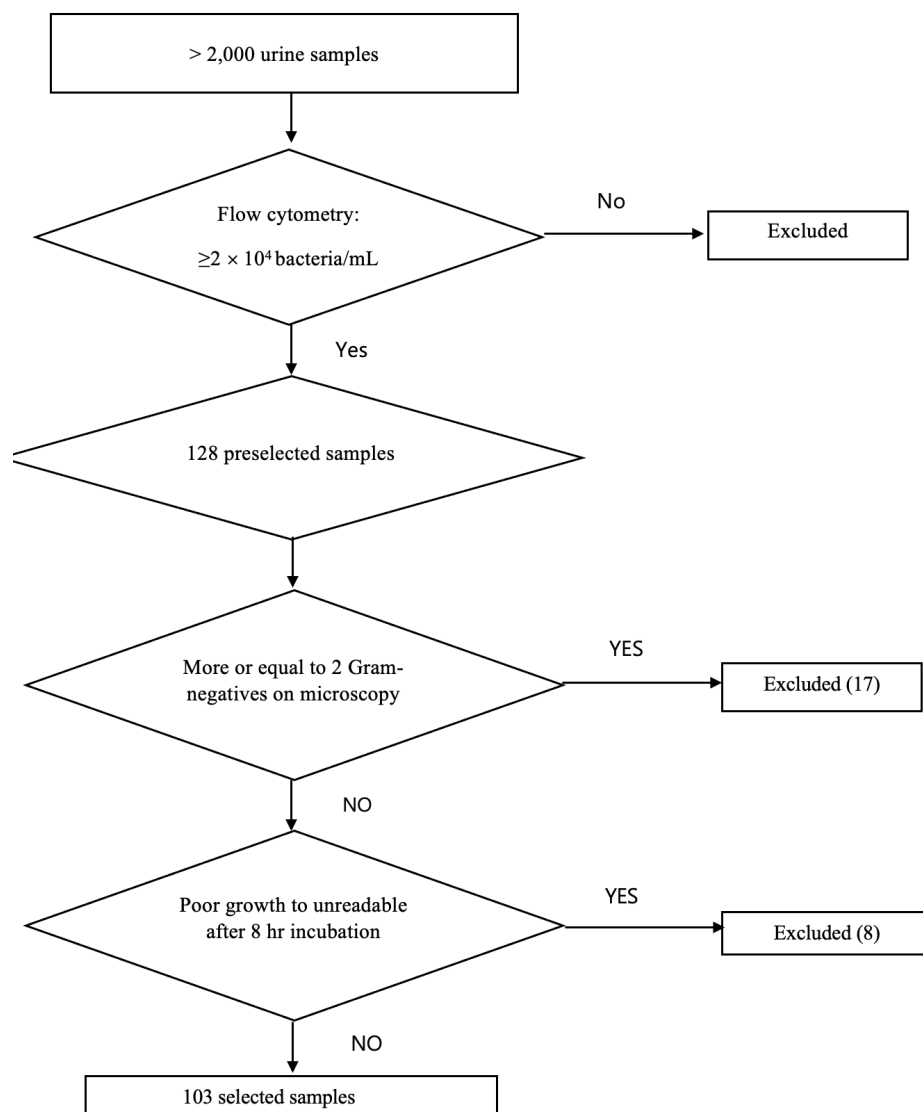 > 2,000 urine samples
Flow cytometry:
≥2 × 10⁴ bacteria/mL
No
Excluded
Yes
128 preselected samples
More or equal to 2 Gram-
negatives on microscopy
YES
Excluded (17)
NO
Poor growth to unreadable
after 8 hr incubation
YES
Excluded (8)
NO
103 selected samples